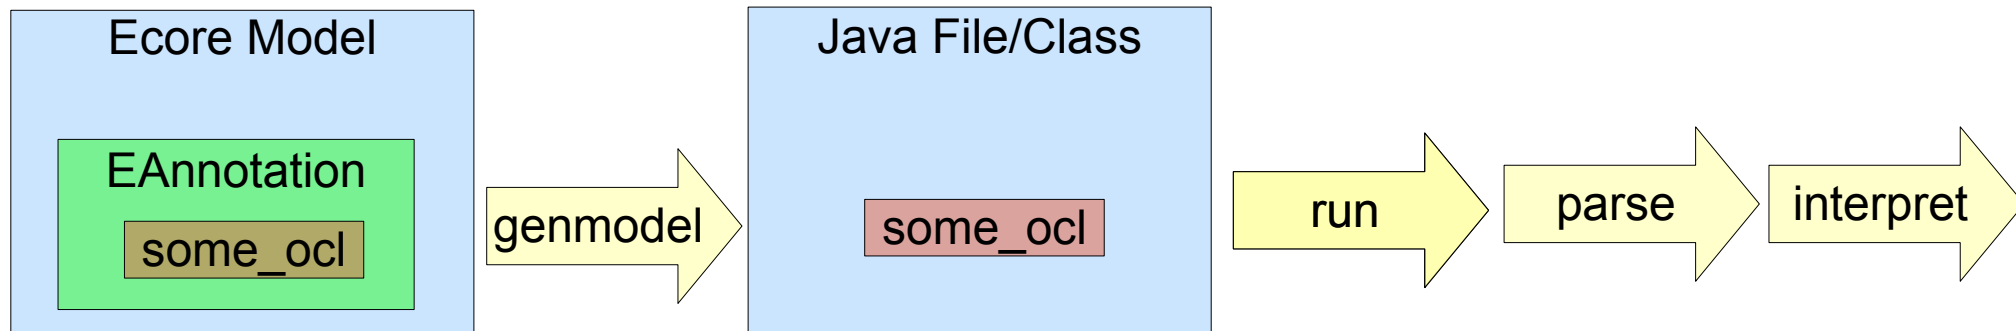 Ecore Model
EAnnotation
some_ocl
genmodel
Java File/Class
some_ocl
run
parse
interpret